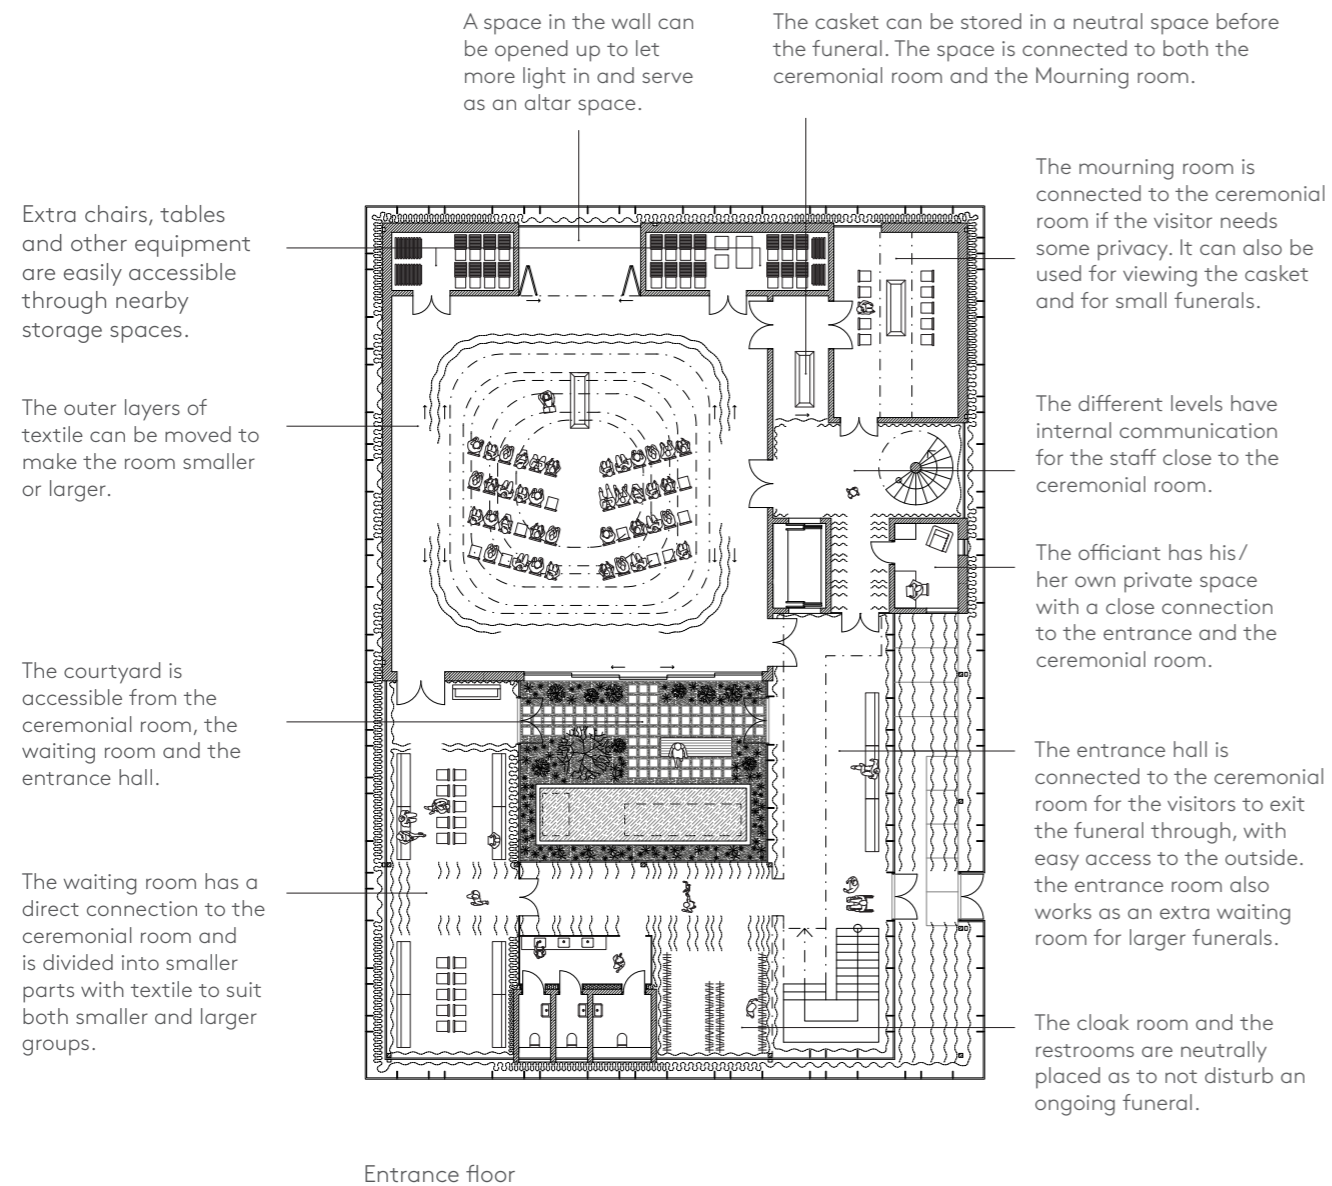 A space in the wall can
be opened up to let
more light in and serve
as an altar space.
The casket can be stored in a neutral space before
the funeral. The space is connected to both the
ceremonial room and the Mourning room.
Extra chairs, tables
and other equipment
are easily accessible
through nearby
storage spaces.
The outer layers of
textile can be moved to
make the room smaller
or larger.
The courtyard is
accessible from the
ceremonial room, the
waiting room and the
entrance hall.
The waiting room has a
direct connection to the
ceremonial room and
is divided into smaller
parts with textile to suit
both smaller and larger
groups.
The mourning room is
connected to the ceremonial
room if the visitor needs
some privacy. It can also be
used for viewing the casket
and for small funerals.
The different levels have
internal communication
for the staff close to the
ceremonial room.
The officiant has his/
her own private space
with a close connection
to the entrance and the
ceremonial room.
The entrance hall is
connected to the ceremonial
room for the visitors to exit
the funeral through, with
easy access to the outside.
the entrance room also
works as an extra waiting
room for larger funerals.
The cloak room and the
restrooms are neutrally
placed as to not disturb an
ongoing funeral.
Entrance floor